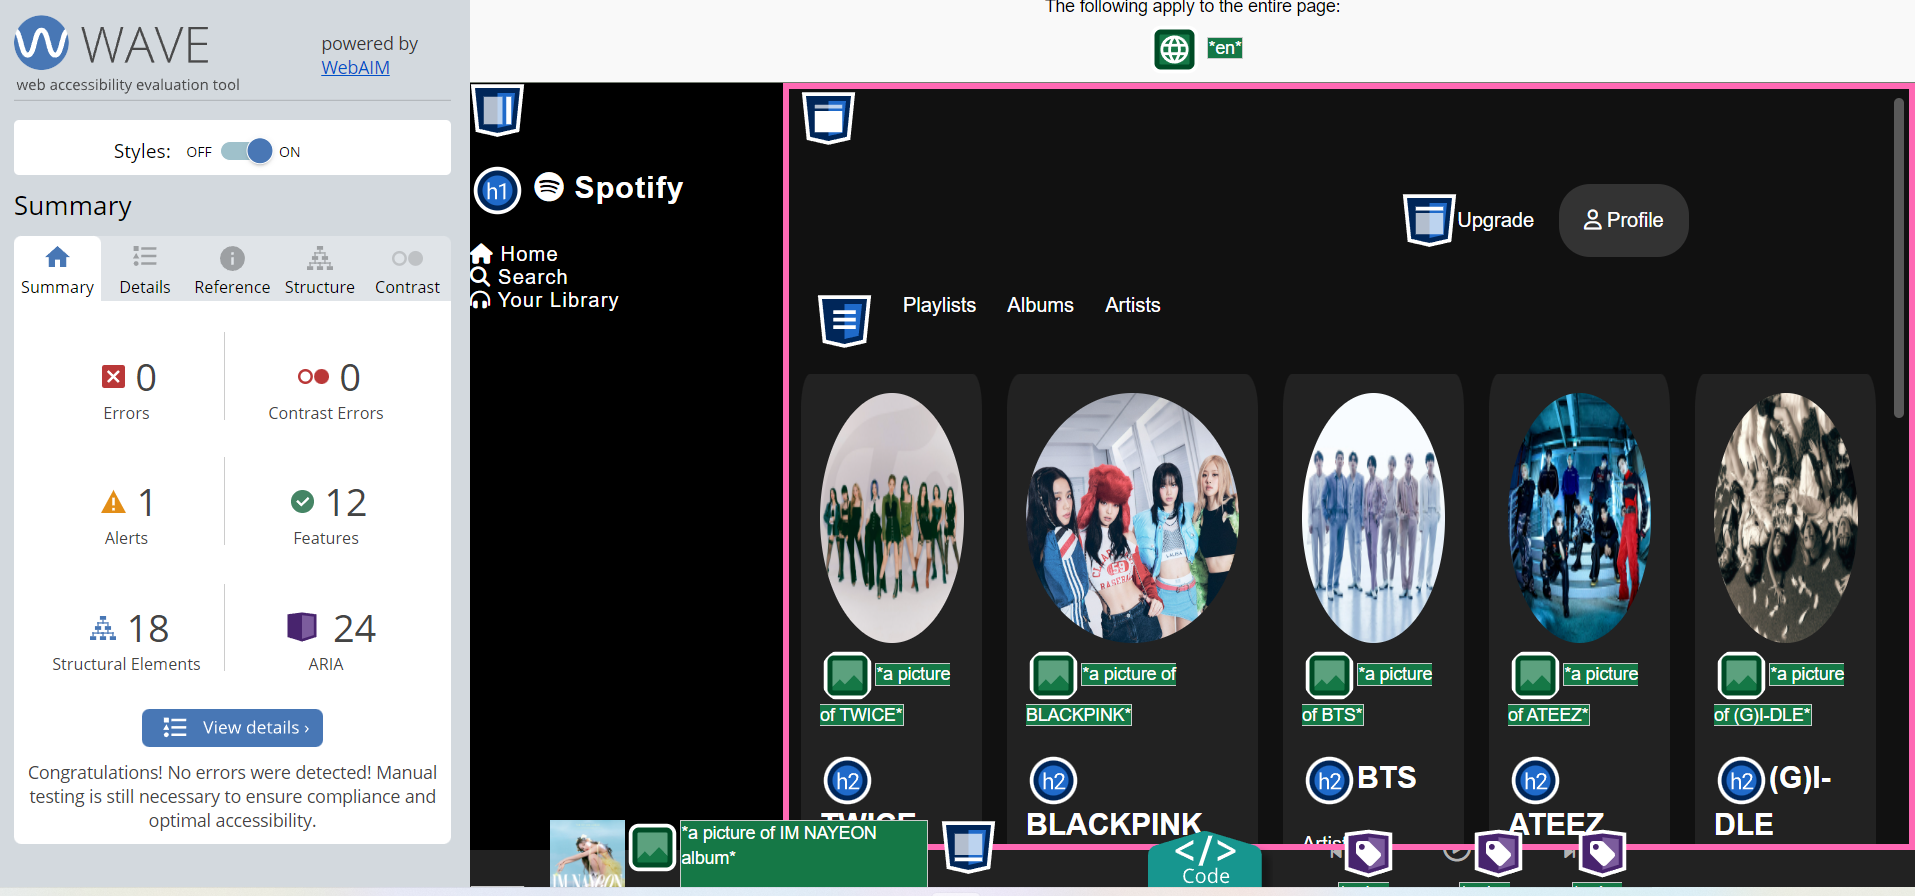 WAVE
powered by
WebAIM
web accessibility evaluation tool
Styles: OFF ON
Summary
Summary Details Reference Structure Contrast
0
Errors
0
Contrast Errors
1
Alerts
12
Features
18
Structural Elements
24
ARIA
View details ›
Congratulations! No errors were detected! Manual
testing is still necessary to ensure compliance and
optimal accessibility.
The following apply to the entire page:
*en*
h1 Spotify
Home
Search
Your Library
Upgrade
Profile
Playlists Albums Artists
*a picture
of TWICE*
h2
TWICE
*a picture of
BLACKPINK*
h2
BLACKPINK
*a picture
of BTS*
h2 BTS
*a picture
of ATEEZ*
h2
ATEEZ
*a picture
of (G)I-DLE*
h2 (G)I-
DLE
IM NAYEON
*a picture of IM NAYEON
album*
</>
Code